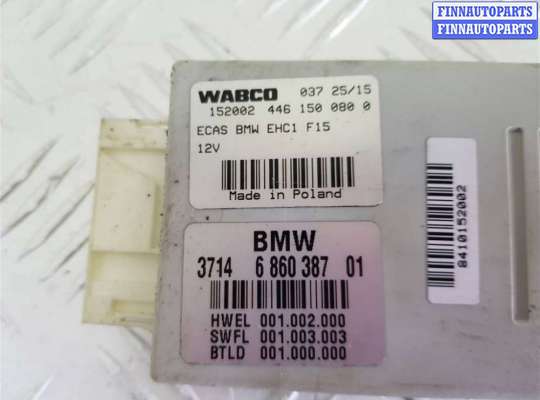 FINNAUTOPARTS
FINNAUTOPARTS
WABCO 037 25/15
152002 446 150 080 0
ECAS BMW EHC1 F15
12V
Made in Poland
BMW
3714 6 860 387 01
HWEL 001.002.000
SWFL 001.003.003
BTLD 001.000.000
8410152002